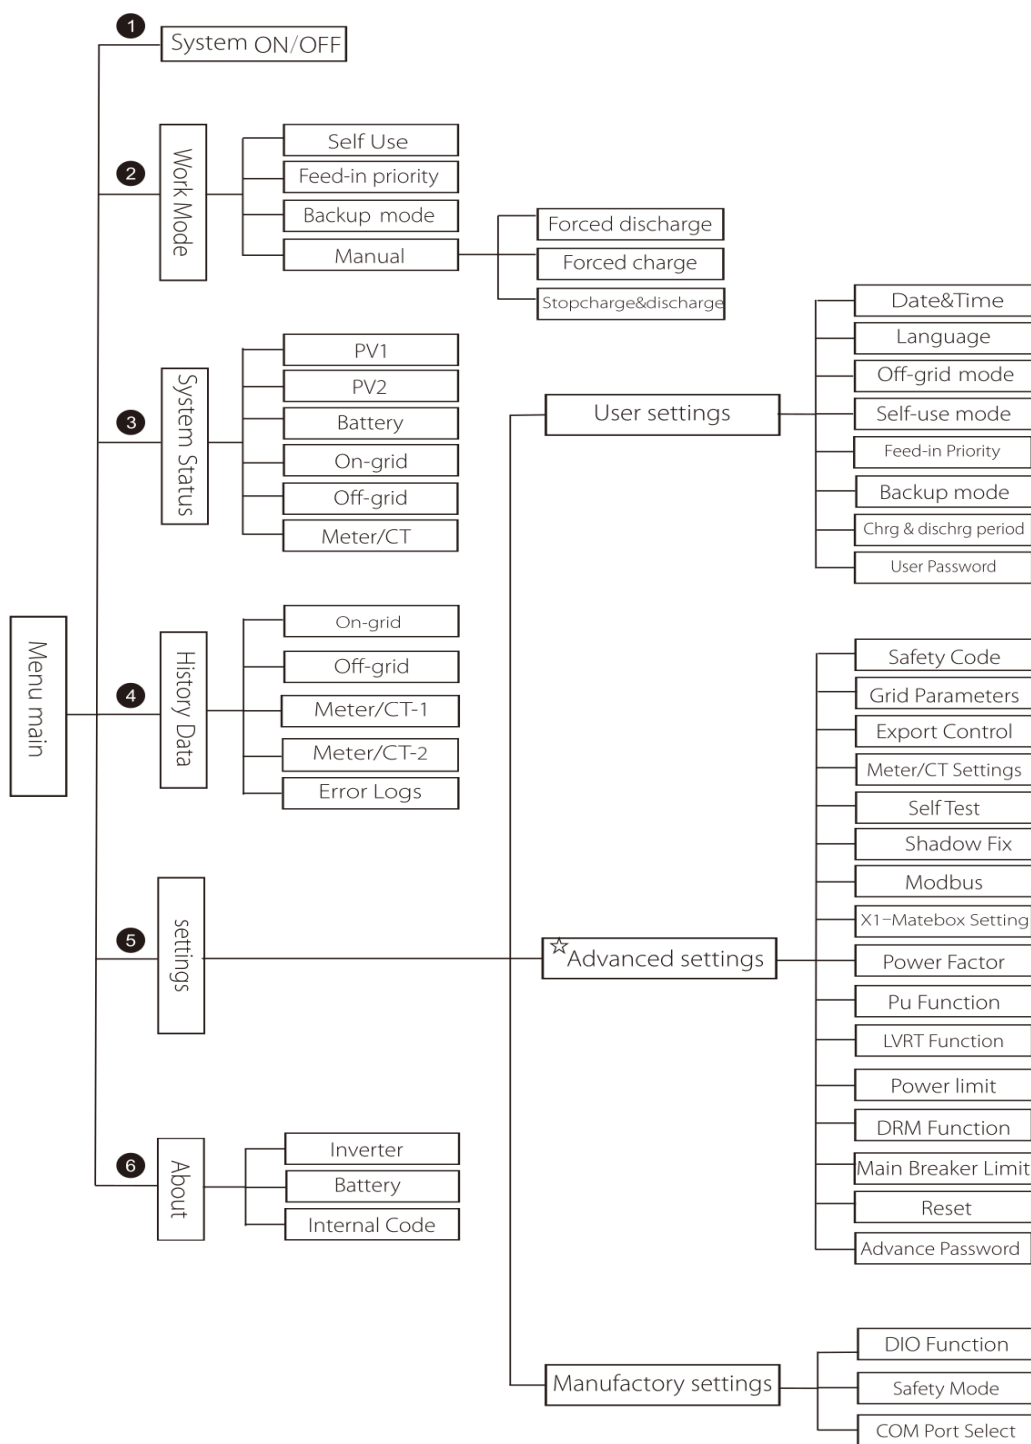 1
System ON/OFF
2
Work Mode
Self Use
Feed-in priority
Backup mode
Manual
Forced discharge
Forced charge
Stopcharge&discharge
3
System Status
PV1
PV2
Battery
On-grid
Off-grid
Meter/CT
Menu main
4
History Data
On-grid
Off-grid
Meter/CT-1
Meter/CT-2
Error Logs
5
settings
User settings
Date&Time
Language
Off-grid mode
Self-use mode
Feed-in Priority
Backup mode
Chrg & dischrg period
User Password
☆Advanced settings
Safety Code
Grid Parameters
Export Control
Meter/CT Settings
Self Test
Shadow Fix
Modbus
X1-Matebox Setting
Power Factor
Pu Function
LVRT Function
Power limit
DRM Function
Main Breaker Limit
Reset
Advance Password
Manufactory settings
DIO Function
Safety Mode
COM Port Select
6
About
Inverter
Battery
Internal Code